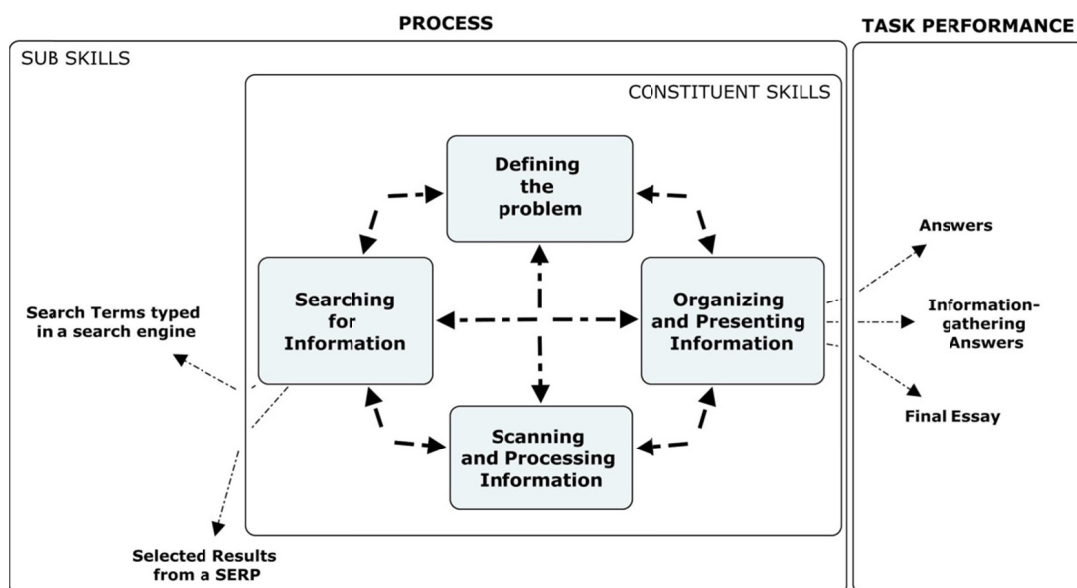 PROCESS
TASK PERFORMANCE
SUB SKILLS
CONSTITUENT SKILLS
Defining
the
problem
Searching
for
Information
Organizing
and Presenting
Information
Scanning
and Processing
Information
Search Terms typed
in a search engine
Selected Results
from a SERP
Answers
Information-
gathering
Answers
Final Essay